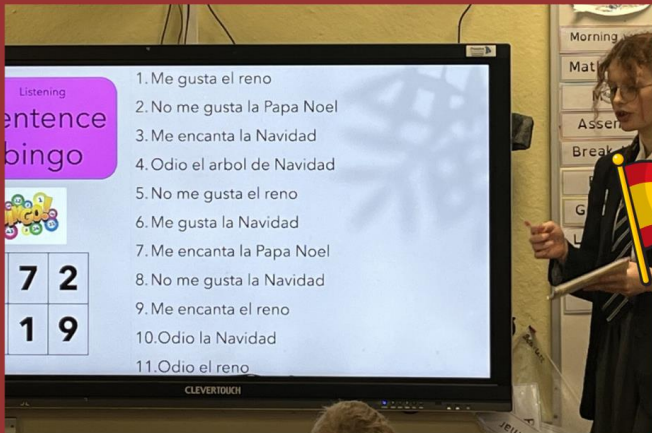 Listening
entence
bingo
7 2
1 9
1. Me gusta el reno
2. No me gusta la Papa Noel
3. Me encanta la Navidad
4. Odio el arbol de Navidad
5. No me gusta el reno
6. Me gusta la Navidad
7. Me encanta la Papa Noel
8. No me gusta la Navidad
9. Me encanta el reno
10.Odio la Navidad
11.Odio el reno
CLEVERTOUCH
Morning
Break